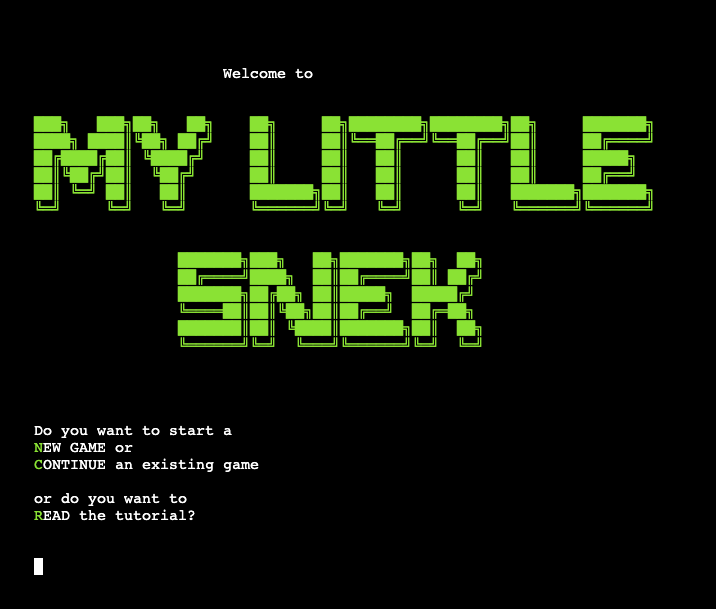 Welcome to
MY LITTLE
SNEK
Do you want to start a
NEW GAME or
CONTINUE an existing game
or do you want to
READ the tutorial?